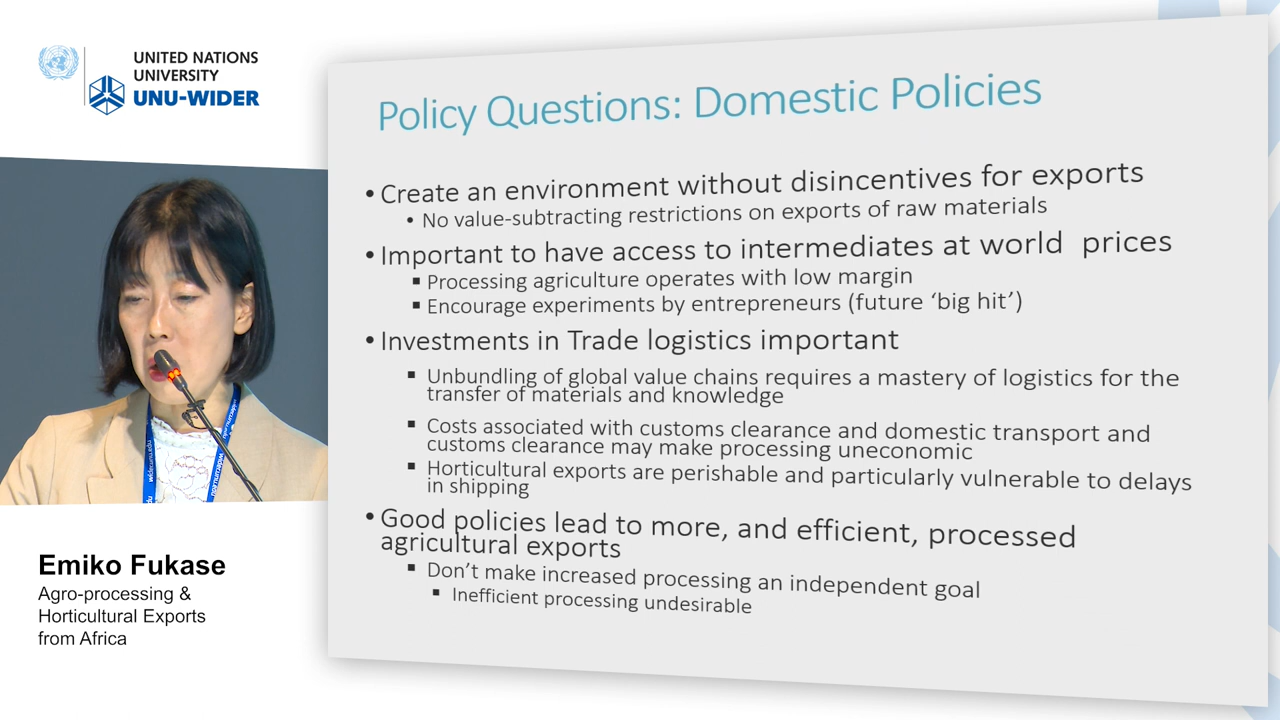 UNITED NATIONS
UNIVERSITY
UNU-WIDER
Policy Questions: Domestic Policies
• Create an environment without disincentives for exports
• No value-subtracting restrictions on exports of raw materials
• Important to have access to intermediates at world prices
▪ Processing agriculture operates with low margin
▪ Encourage experiments by entrepreneurs (future ‘big hit’)
• Investments in Trade logistics important
▪ Unbundling of global value chains requires a mastery of logistics for the
transfer of materials and knowledge
▪ Costs associated with customs clearance and domestic transport and
customs clearance may make processing uneconomic
▪ Horticultural exports are perishable and particularly vulnerable to delays
in shipping
• Good policies lead to more, and efficient, processed
agricultural exports
▪ Don’t make increased processing an independent goal
▪ Inefficient processing undesirable
Emiko Fukase
Agro-processing &
Horticultural Exports
from Africa